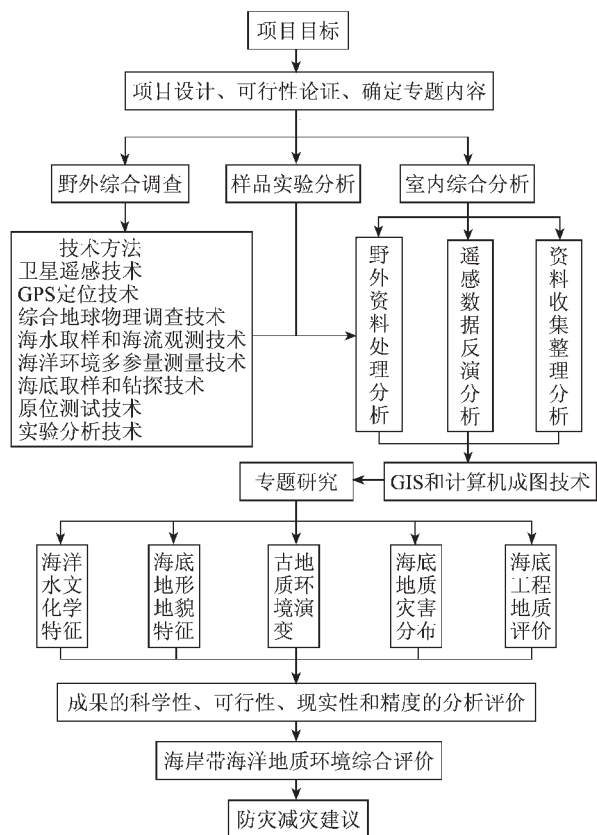 项目目标
项目设计、可行性论证、确定专题内容
野外综合调查
样品实验分析
室内综合分析
技术方法
卫星遥感技术
GPS定位技术
综合地球物理调查技术
海水取样和海流观测技术
海洋环境多参量测量技术
海底取样和钻探技术
原位测试技术
实验分析技术
野外资料处理分析
遥感数据反演分析
资料收集整理分析
专题研究
GIS和计算机成图技术
海洋
水文
化学
特征
海底
地形
地貌
特征
古地
质环
境演
变
海底
地质
灾害
分布
海底
工程
地质
评价
成果的科学性、可行性、现实性和精度的分析评价
海岸带海洋地质环境综合评价
防灾减灾建议